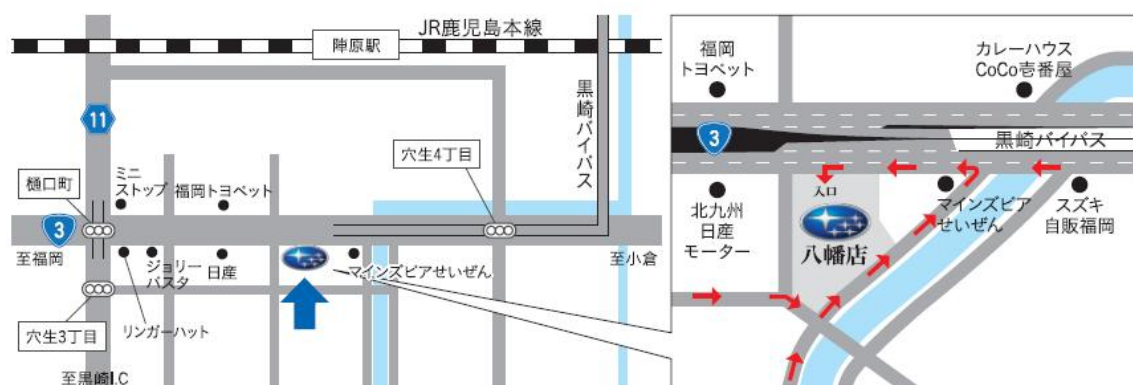 JR鹿児島本線
陣原駅
11
黒崎バイパス
穴生4丁目
樋口町
ミニ
ストップ
福岡トヨペット
3
至福岡
ジョリー
パスタ
日産
マインズピアせいぜん
至小倉
穴生3丁目
リンガーハット
至黒崎I.C
福岡
トヨペット
カレーハウス
CoCo壱番屋
3
黒崎バイパス
入口
北九州
日産
モーター
八幡店
マインズピア
せいぜん
スズキ
自販福岡